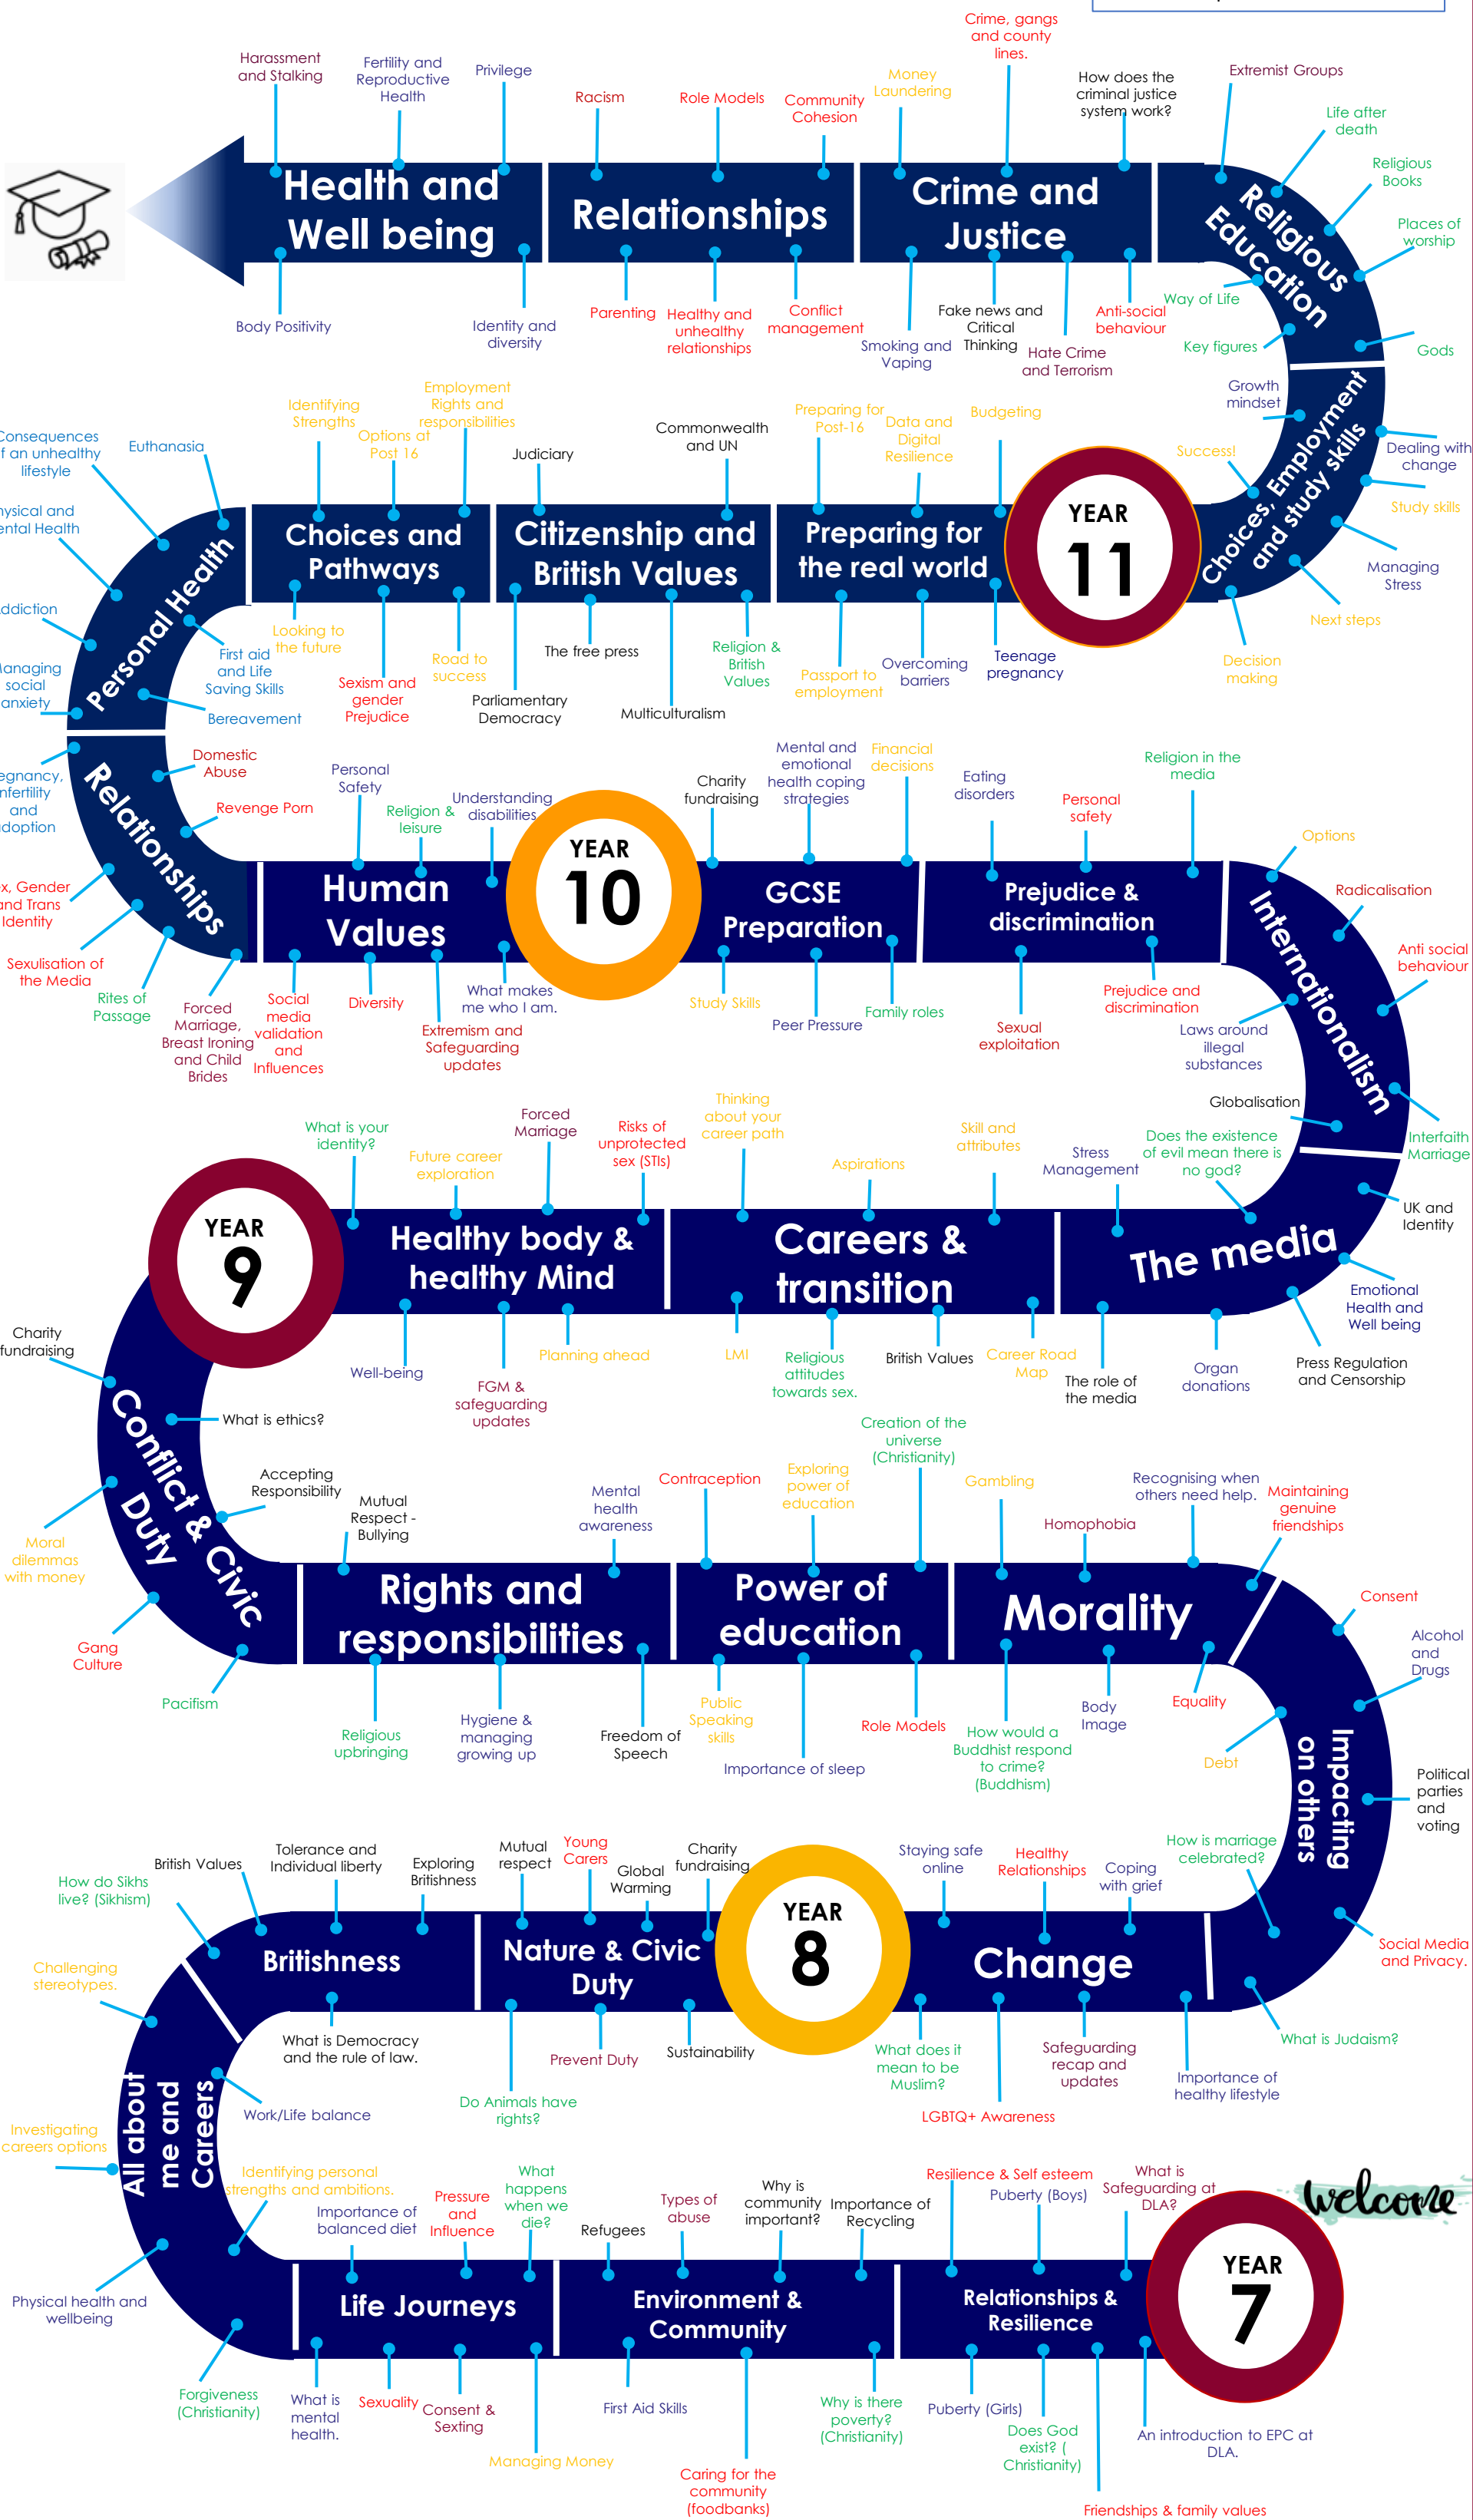 Crime, gangs
and county
lines.
Harassment
and Stalking
Fertility and
Reproductive
Health
Privilege
Racism
Role Models
Community
Cohesion
Money
Laundering
How does the
criminal justice
system work?
Extremist Groups
Life after
death
Religious
Books
Places of
worship
Gods
Health and
Well being
Relationships
Crime and
Justice
Religious
Education
Body Positivity
Identity and
diversity
Parenting
Healthy and
unhealthy
relationships
Conflict
management
Smoking and
Vaping
Fake news and
Critical
Thinking
Hate Crime
and Terrorism
Anti-social
behaviour
Way of Life
Key figures
Growth
mindset
Success!
Choices, Employment
and study skills
Dealing with
change
Study skills
Managing
Stress
Next steps
Decision
making
YEAR
11
Consequences
of an unhealthy
lifestyle
Euthanasia
Identifying
Strengths
Options at
Post 16
Employment
Rights and
responsibilities
Judiciary
Commonwealth
and UN
Preparing for
Post-16
Data and
Digital
Resilience
Budgeting
Physical and
Mental Health
Addiction
Managing
social
anxiety
Personal Health
Choices and
Pathways
Citizenship and
British Values
Preparing for
the real world
First aid
and Life
Saving Skills
Bereavement
Looking to
the future
Sexism and
gender
Prejudice
Road to
success
Parliamentary
Democracy
The free press
Multiculturalism
Religion &
British
Values
Passport to
employment
Overcoming
barriers
Teenage
pregnancy
Pregnancy,
infertility
and
adoption
Domestic
Abuse
Revenge Porn
Relationships
Sex, Gender
and Trans
Identity
Sexulisation of
the Media
Rites of
Passage
Forced
Marriage,
Breast Ironing
and Child
Brides
Personal
Safety
Religion &
leisure
Understanding
disabilities
Human
Values
Social
media
validation
and
Influences
Diversity
Extremism and
Safeguarding
updates
What makes
me who I am.
YEAR
10
Charity
fundraising
Mental and
emotional
health coping
strategies
Financial
decisions
Eating
disorders
Personal
safety
Religion in the
media
Options
Radicalisation
Anti social
behaviour
GCSE
Preparation
Prejudice &
discrimination
Internationalism
Study Skills
Peer Pressure
Family roles
Sexual
exploitation
Prejudice and
discrimination
Laws around
illegal
substances
Globalisation
Interfaith
Marriage
What is your
identity?
Future career
exploration
Forced
Marriage
Risks of
unprotected
sex (STIs)
Thinking
about your
career path
Aspirations
Skill and
attributes
Stress
Management
Does the existence
of evil mean there is
no god?
UK and
Identity
Emotional
Health and
Well being
YEAR
9
Healthy body &
healthy Mind
Careers &
transition
The media
Well-being
FGM &
safeguarding
updates
Planning ahead
LMI
Religious
attitudes
towards sex.
British Values
Career Road
Map
The role of
the media
Organ
donations
Press Regulation
and Censorship
Charity
fundraising
What is ethics?
Accepting
Responsibility
Conflict & Civic
Duty
Moral
dilemmas
with money
Gang
Culture
Pacifism
Mutual
Respect -
Bullying
Mental
health
awareness
Contraception
Exploring
power of
education
Creation of the
universe
(Christianity)
Gambling
Homophobia
Recognising when
others need help.
Maintaining
genuine
friendships
Consent
Alcohol
and
Drugs
Rights and
responsibilities
Power of
education
Morality
Impacting
on others
Religious
upbringing
Hygiene &
managing
growing up
Freedom of
Speech
Public
Speaking
skills
Importance of sleep
Role Models
How would a
Buddhist respond
to crime?
(Buddhism)
Body
Image
Equality
Debt
Political
parties
and
voting
Social Media
and Privacy.
What is Judaism?
How is marriage
celebrated?
How do Sikhs
live? (Sikhism)
British Values
Tolerance and
Individual liberty
Exploring
Britishness
Mutual
respect
Young
Carers
Global
Warming
Charity
fundraising
YEAR
8
Staying safe
online
Healthy
Relationships
Coping
with grief
Britishness
Nature & Civic
Duty
Change
What is Democracy
and the rule of law.
Do Animals have
rights?
Prevent Duty
Sustainability
What does it
mean to be
Muslim?
LGBTQ+ Awareness
Safeguarding
recap and
updates
Importance of
healthy lifestyle
Challenging
stereotypes.
All about
me and
Careers
Work/Life balance
Investigating
careers options
Identifying personal
strengths and ambitions.
Physical health and
wellbeing
Forgiveness
(Christianity)
Importance of
balanced diet
Pressure
and
Influence
What
happens
when we
die?
Refugees
Types of
abuse
Why is
community
important?
Importance of
Recycling
Resilience & Self esteem
Puberty (Boys)
What is
Safeguarding at
DLA?
welcome
Life Journeys
Environment &
Community
Relationships &
Resilience
YEAR
7
What is
mental
health.
Sexuality
Consent &
Sexting
Managing Money
First Aid Skills
Caring for the
community
(foodbanks)
Why is there
poverty?
(Christianity)
Puberty (Girls)
Does God
exist? (
Christianity)
Friendships & family values
An introduction to EPC at
DLA.